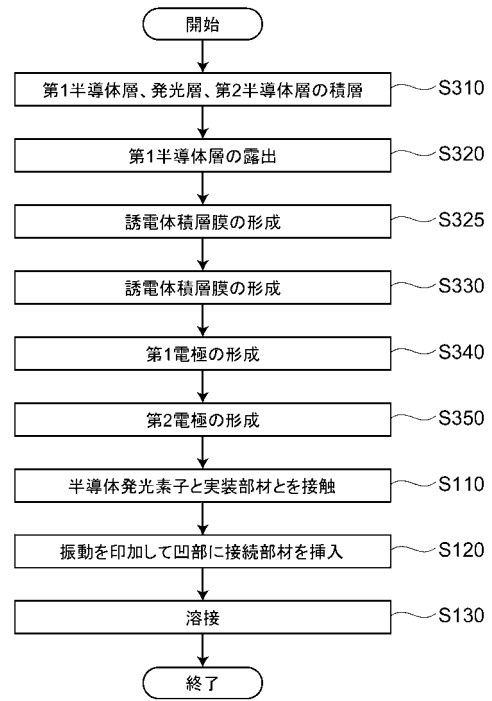 開始
第1半導体層、発光層、第2半導体層の積層
S310
第1半導体層の露出
S320
誘電体積層膜の形成
S325
誘電体積層膜の形成
S330
第1電極の形成
S340
第2電極の形成
S350
半導体発光素子と実装部材とを接触
S110
振動を印加して凹部に接続部材を挿入
S120
溶接
S130
終了